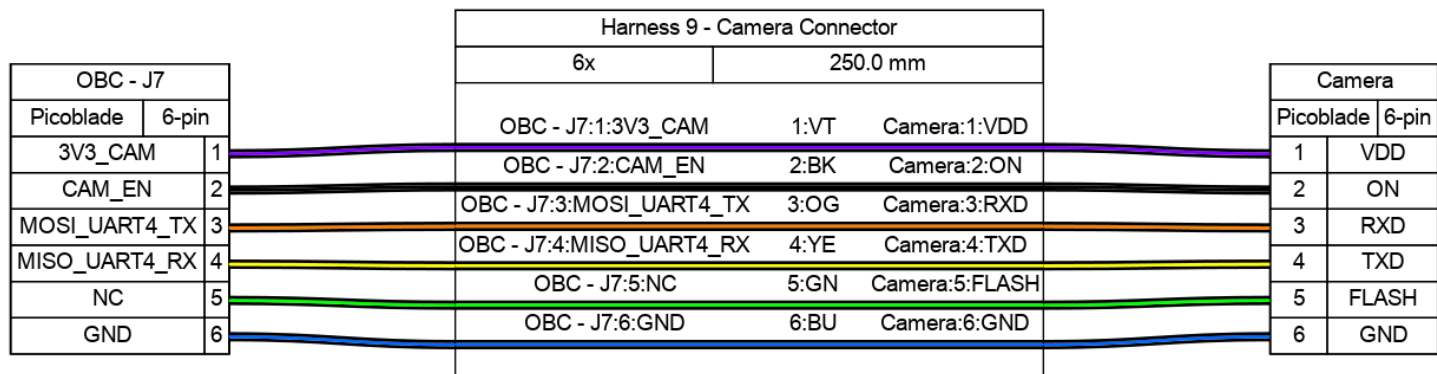 Harness 9 - Camera Connector
6x 250.0 mm
OBC - J7
Picoblade 6-pin
3V3_CAM 1
CAM_EN 2
MOSI_UART4_TX 3
MISO_UART4_RX 4
NC 5
GND 6
OBC - J7:1:3V3_CAM 1:VT Camera:1:VDD
OBC - J7:2:CAM_EN 2:BK Camera:2:ON
OBC - J7:3:MOSI_UART4_TX 3:OG Camera:3:RXD
OBC - J7:4:MISO_UART4_RX 4:YE Camera:4:TXD
OBC - J7:5:NC 5:GN Camera:5:FLASH
OBC - J7:6:GND 6:BU Camera:6:GND
Camera
Picoblade 6-pin
1 VDD
2 ON
3 RXD
4 TXD
5 FLASH
6 GND